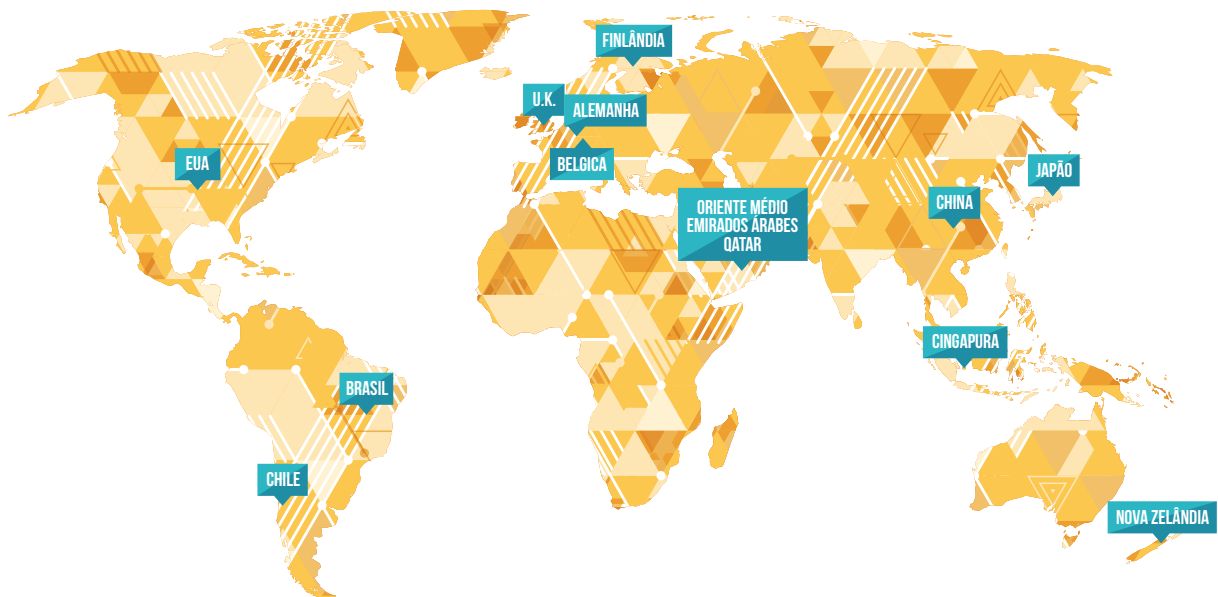 FINLÂNDIA
U.K.
ALEMANHA
EUA
BELGICA
JAPÃO
CHINA
ORIENTE MÉDIO
EMIRADOS ÁRABES
QATAR
CINGAPURA
BRASIL
CHILE
NOVA ZELÂNDIA